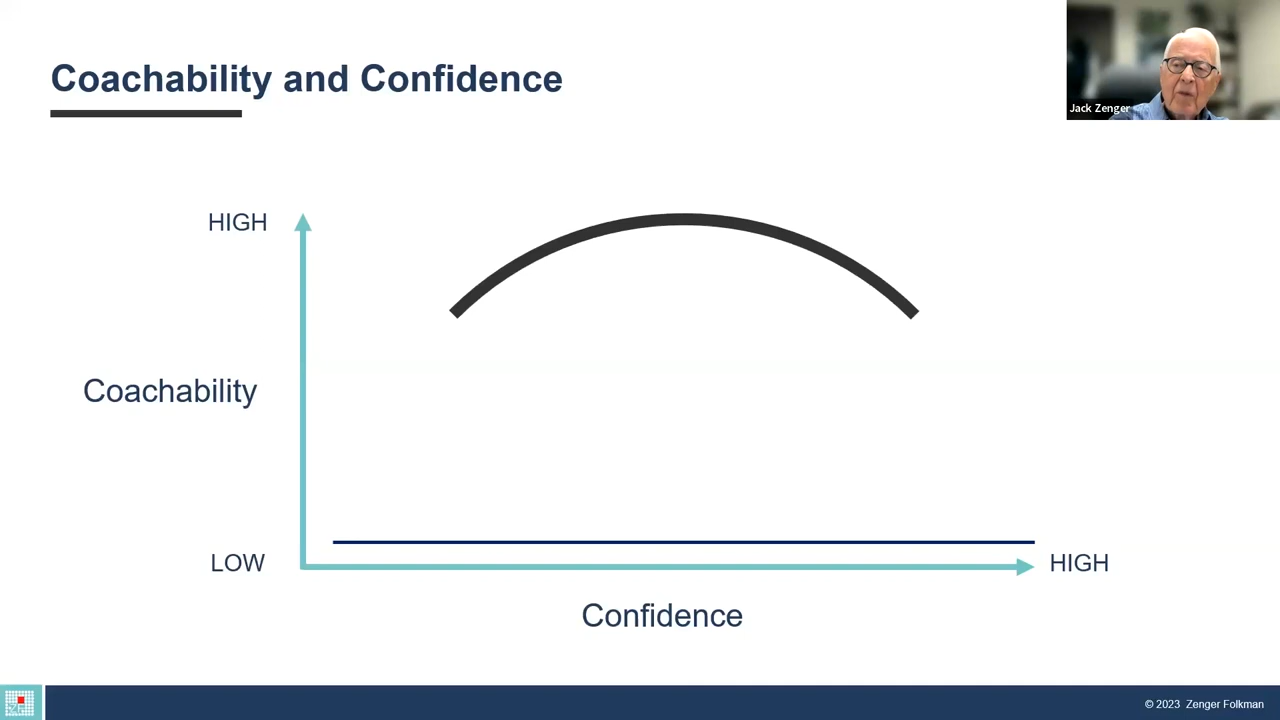 Coachability and Confidence
Jack Zenger
HIGH
Coachability
LOW
HIGH
Confidence
© 2023 Zenger Folkman